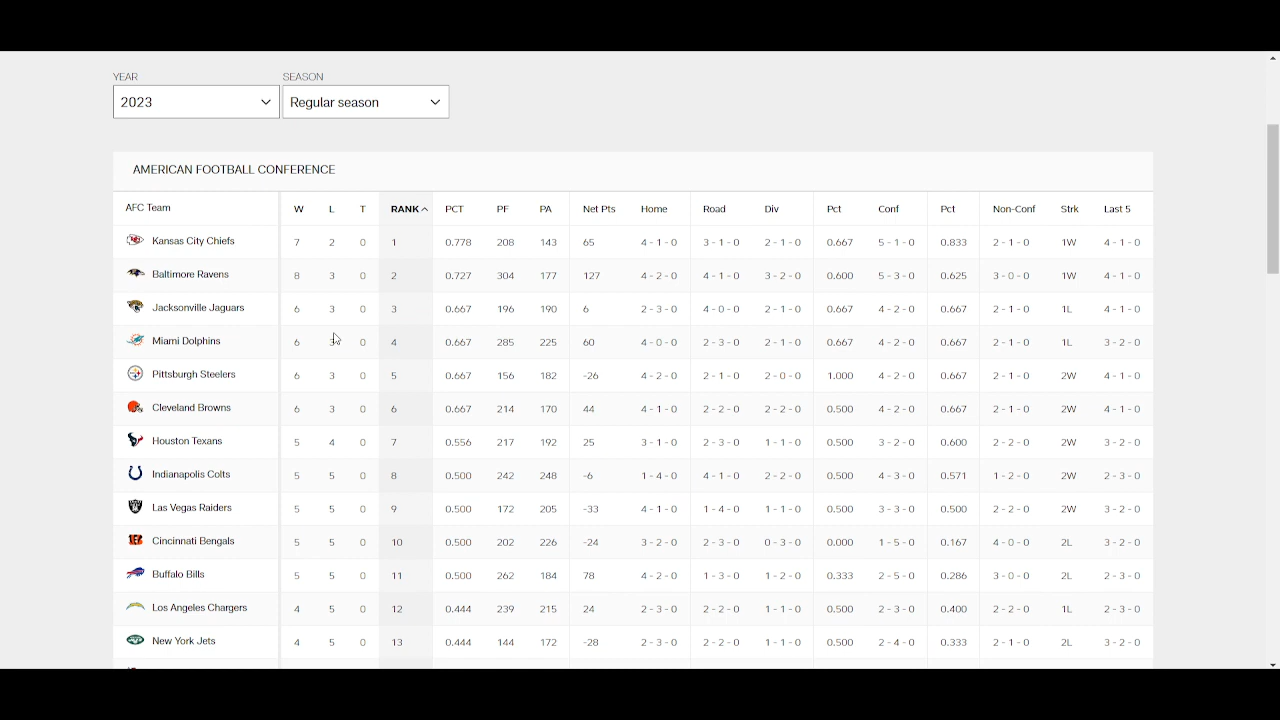 YEAR SEASON
2023 Regular season
AMERICAN FOOTBALL CONFERENCE
AFC Team W L T RANK PCT PF PA Net Pts Home Road Div Pct Conf Pct Non-Conf Strk Last 5
Kansas City Chiefs 7 2 0 1 0.778 208 143 65 4 - 1 - 0 3 - 1 - 0 2 - 1 - 0 0.667 5 - 1 - 0 0.833 2 - 1 - 0 1W 4 - 1 - 0
Baltimore Ravens 8 3 0 2 0.727 304 177 127 4 - 2 - 0 4 - 1 - 0 3 - 2 - 0 0.600 5 - 3 - 0 0.625 3 - 0 - 0 1W 4 - 1 - 0
Jacksonville Jaguars 6 3 0 3 0.667 196 190 6 2 - 3 - 0 4 - 0 - 0 2 - 1 - 0 0.667 4 - 2 - 0 0.667 2 - 1 - 0 1L 4 - 1 - 0
Miami Dolphins 6 3 0 4 0.667 285 225 60 4 - 0 - 0 2 - 3 - 0 2 - 1 - 0 0.667 4 - 2 - 0 0.667 2 - 1 - 0 1L 3 - 2 - 0
Pittsburgh Steelers 6 3 0 5 0.667 156 182 -26 4 - 2 - 0 2 - 1 - 0 2 - 0 - 0 1.000 4 - 2 - 0 0.667 2 - 1 - 0 2W 4 - 1 - 0
Cleveland Browns 6 3 0 6 0.667 214 170 44 4 - 1 - 0 2 - 2 - 0 2 - 2 - 0 0.500 4 - 2 - 0 0.667 2 - 1 - 0 2W 4 - 1 - 0
Houston Texans 5 4 0 7 0.556 217 192 25 3 - 1 - 0 2 - 3 - 0 1 - 1 - 0 0.500 3 - 2 - 0 0.600 2 - 2 - 0 2W 3 - 2 - 0
Indianapolis Colts 5 5 0 8 0.500 242 248 -6 1 - 4 - 0 4 - 1 - 0 2 - 2 - 0 0.500 4 - 3 - 0 0.571 1 - 2 - 0 2W 2 - 3 - 0
Las Vegas Raiders 5 5 0 9 0.500 172 205 -33 4 - 1 - 0 1 - 4 - 0 1 - 1 - 0 0.500 3 - 3 - 0 0.500 2 - 2 - 0 2W 3 - 2 - 0
Cincinnati Bengals 5 5 0 10 0.500 202 226 -24 3 - 2 - 0 2 - 3 - 0 0 - 3 - 0 0.000 1 - 5 - 0 0.167 4 - 0 - 0 2L 3 - 2 - 0
Buffalo Bills 5 5 0 11 0.500 262 184 78 4 - 2 - 0 1 - 3 - 0 1 - 2 - 0 0.333 2 - 5 - 0 0.286 3 - 0 - 0 2L 2 - 3 - 0
Los Angeles Chargers 4 5 0 12 0.444 239 215 24 2 - 3 - 0 2 - 2 - 0 1 - 1 - 0 0.500 2 - 3 - 0 0.400 2 - 2 - 0 1L 2 - 3 - 0
New York Jets 4 5 0 13 0.444 144 172 -28 2 - 3 - 0 2 - 2 - 0 1 - 1 - 0 0.500 2 - 4 - 0 0.333 2 - 1 - 0 2L 3 - 2 - 0